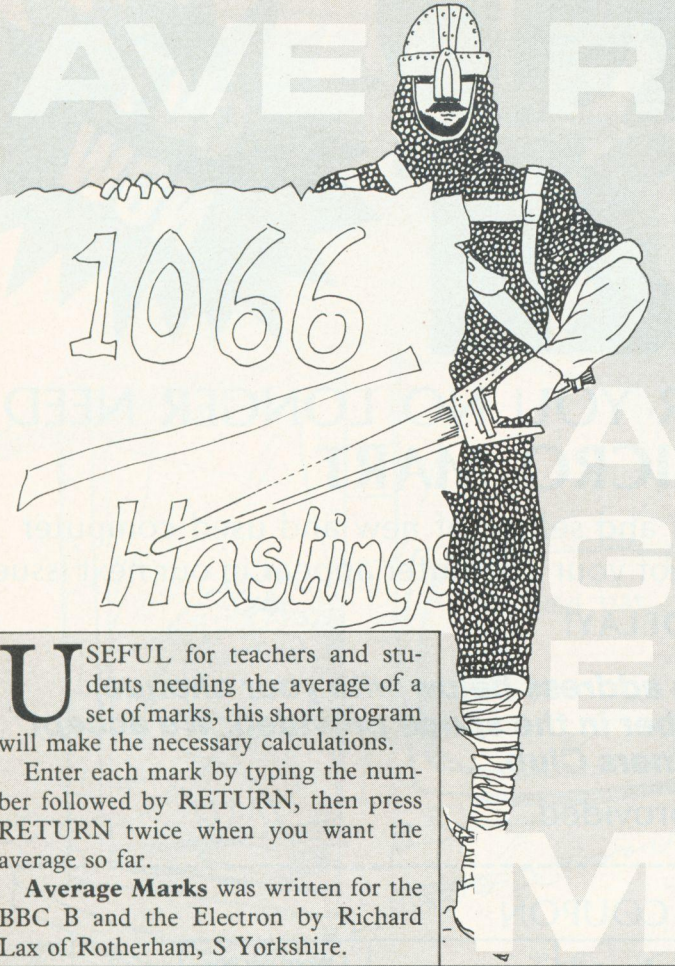 AVE R
1066
Hastings
A
G
E
M
USEFUL for teachers and stu-
dents needing the average of a
set of marks, this short program
will make the necessary calculations.
Enter each mark by typing the num-
ber followed by RETURN, then press
RETURN twice when you want the
average so far.
Average Marks was written for the
BBC B and the Electron by Richard
Lax of Rotherham, S Yorkshire.